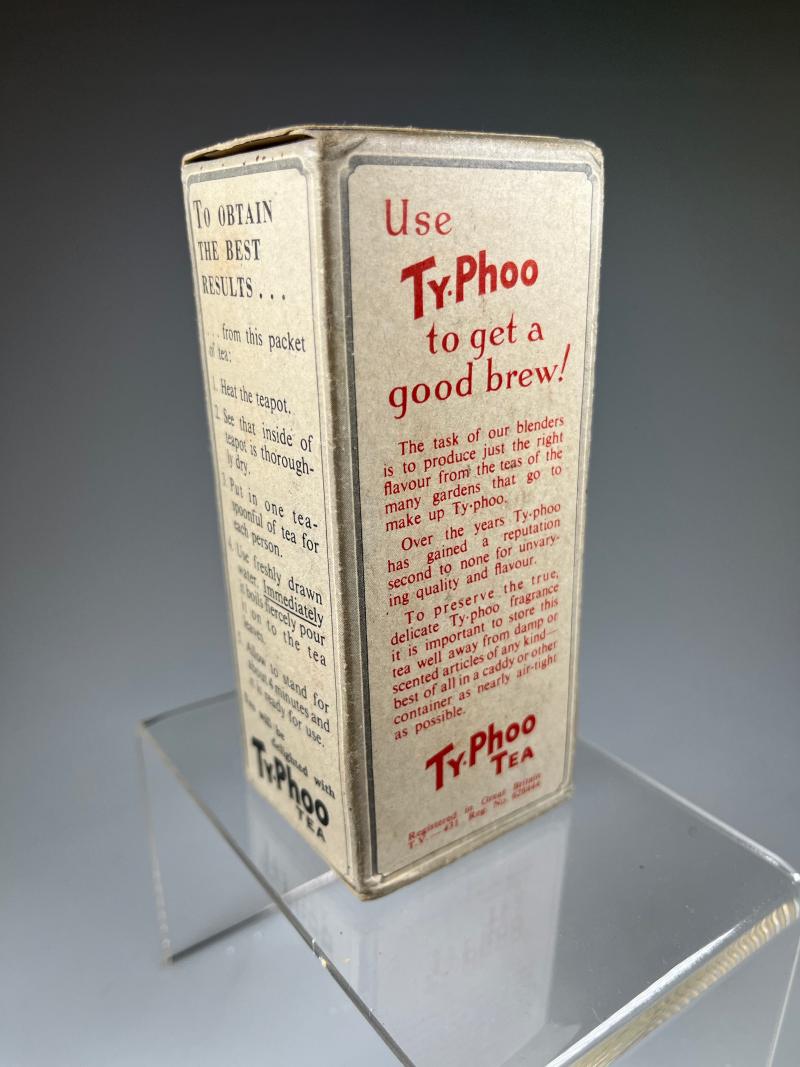 TO OBTAIN
THE BEST
RESULTS...
...from this packet
of tea:
1. Heat the teapot.
2. See that inside of
teapot is thorough-
ly dry.
3. Put in one tea-
spoonful of tea for
each person.
4. Use freshly drawn
water. Immediately
it boils fiercely pour
it on to the tea
leaves.
5. Allow to stand for
about 4 minutes and
it is ready for use.
You will be
delighted with
TY·PHOO
TEA
Use
TY·PHOO
to get a
good brew!
The task of our blenders
is to produce just the right
flavour from the teas of the
many gardens that go to
make up Ty·phoo.
Over the years Ty·phoo
has gained a reputation
second to none for unvary-
ing quality and flavour.
To preserve the true,
delicate Ty·phoo fragrance
it is important to store this
tea well away from damp or
scented articles of any kind—
best of all in a caddy or other
container as nearly air-tight
as possible.
TY·PHOO
TEA
Registered in Great Britain
T.Y.—431 Reg. No.